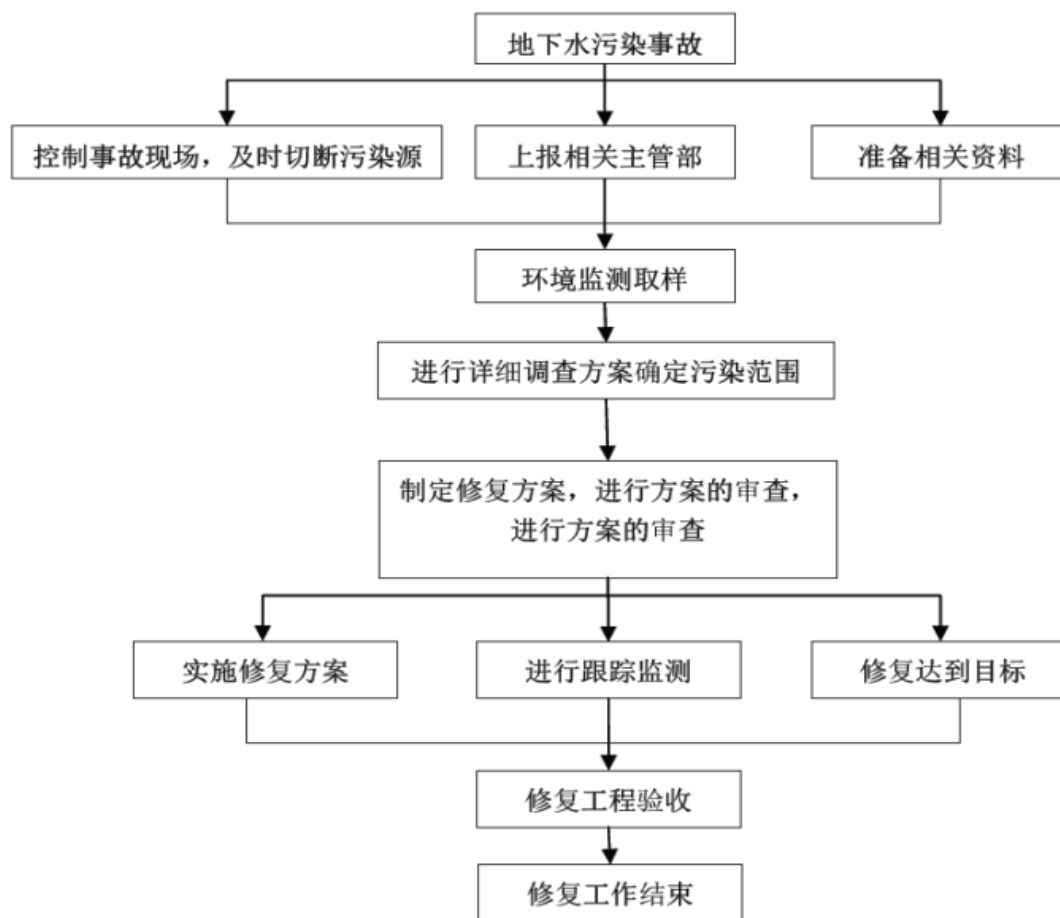 地下水污染事故
控制事故现场，及时切断污染源
上报相关主管部
准备相关资料
环境监测取样
进行详细调查方案确定污染范围
制定修复方案，进行方案的审查，
进行方案的审查
实施修复方案
进行跟踪监测
修复达到目标
修复工程验收
修复工作结束